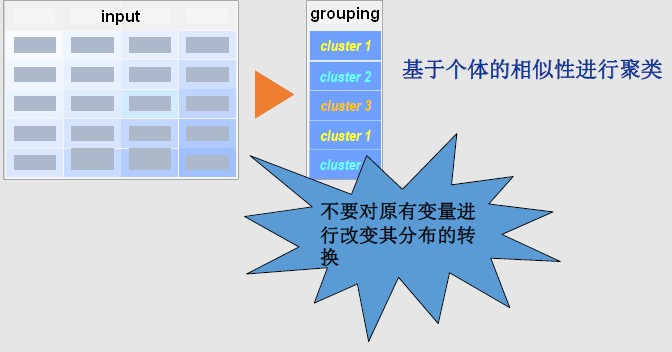 input
grouping
cluster 1
cluster 2
cluster 3
cluster 1
cluster
基于个体的相似性进行聚类
不要对原有变量进
行改变其分布的转
换